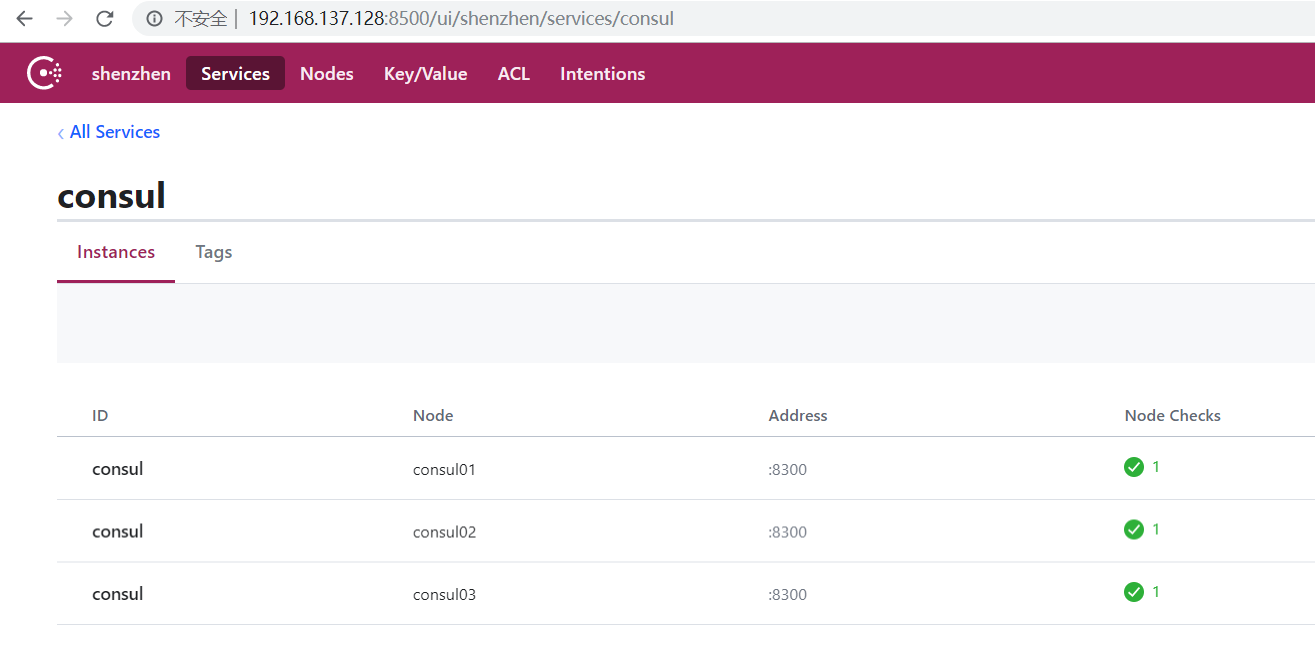 不安全 | 192.168.137.128:8500/ui/shenzhen/services/consul
shenzhen Services Nodes Key/Value ACL Intentions
‹ All Services
consul
Instances Tags
ID Node Address Node Checks
consul consul01 :8300 1
consul consul02 :8300 1
consul consul03 :8300 1